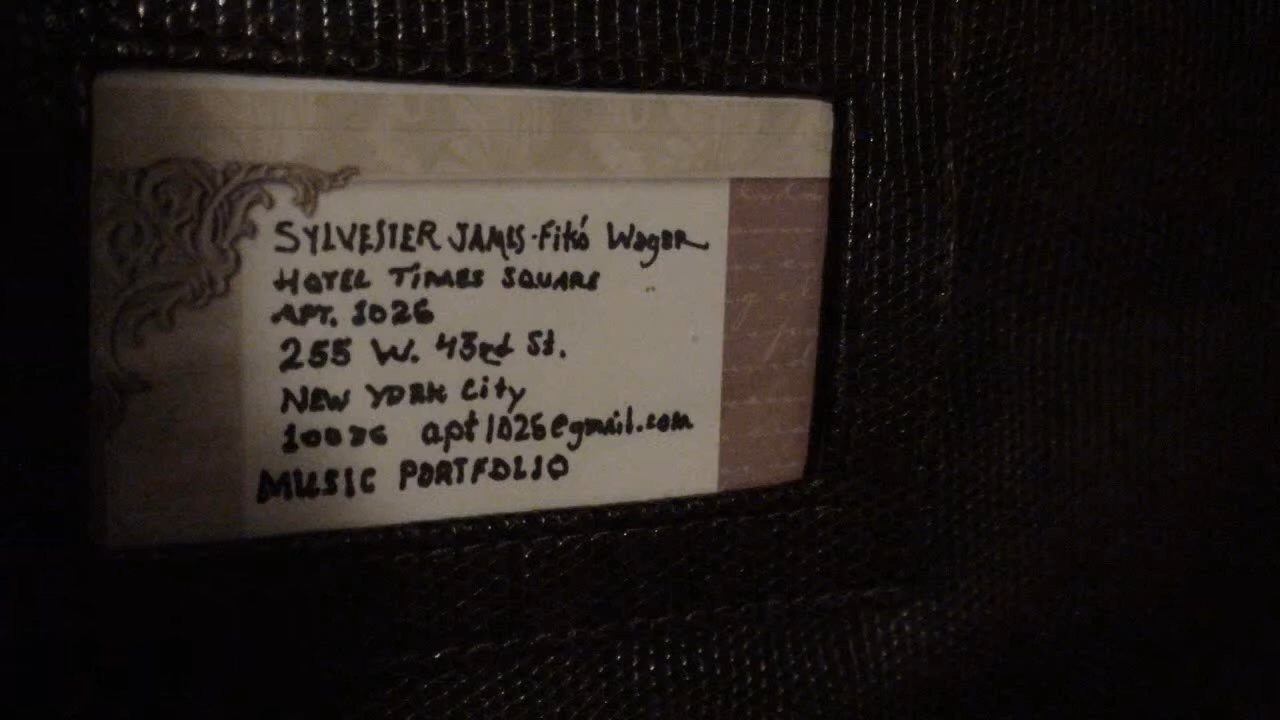 SYLVESTER JAMES-Fikó Wager
HOTEL TIMES SQUARE
APT. 1026
255 W. 43rd St.
NEW YORK City
10036 apt1026@gmail.com
MUSIC PORTFOLIO